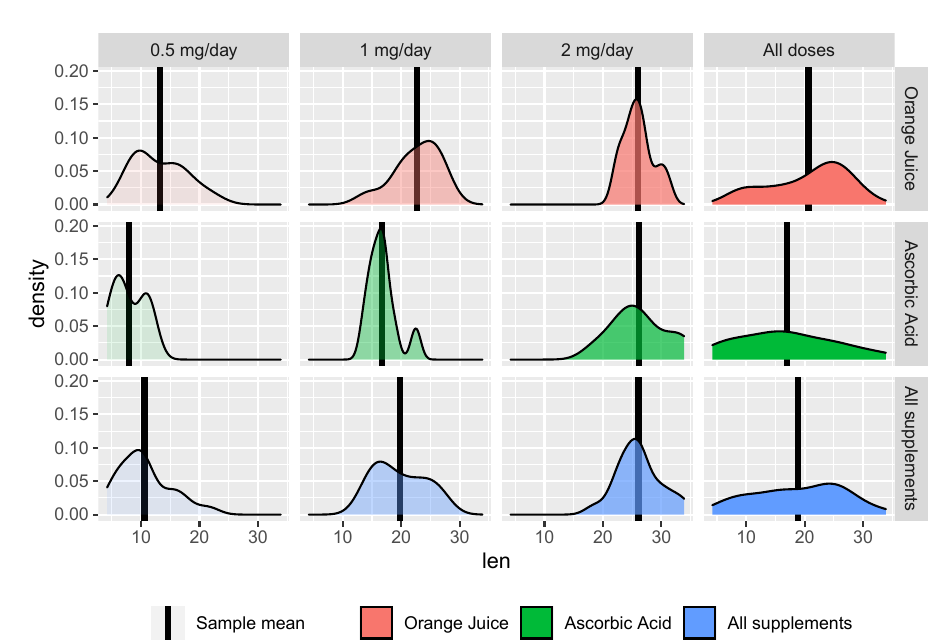 0.5 mg/day 1 mg/day 2 mg/day All doses
0.20
0.15
0.10
0.05
0.00
Orange Juice
0.20
0.15
0.10
0.05
0.00
Ascorbic Acid
0.20
0.15
0.10
0.05
0.00
All supplements
density
10 20 30 10 20 30 10 20 30 10 20 30
len
Sample mean Orange Juice Ascorbic Acid All supplements